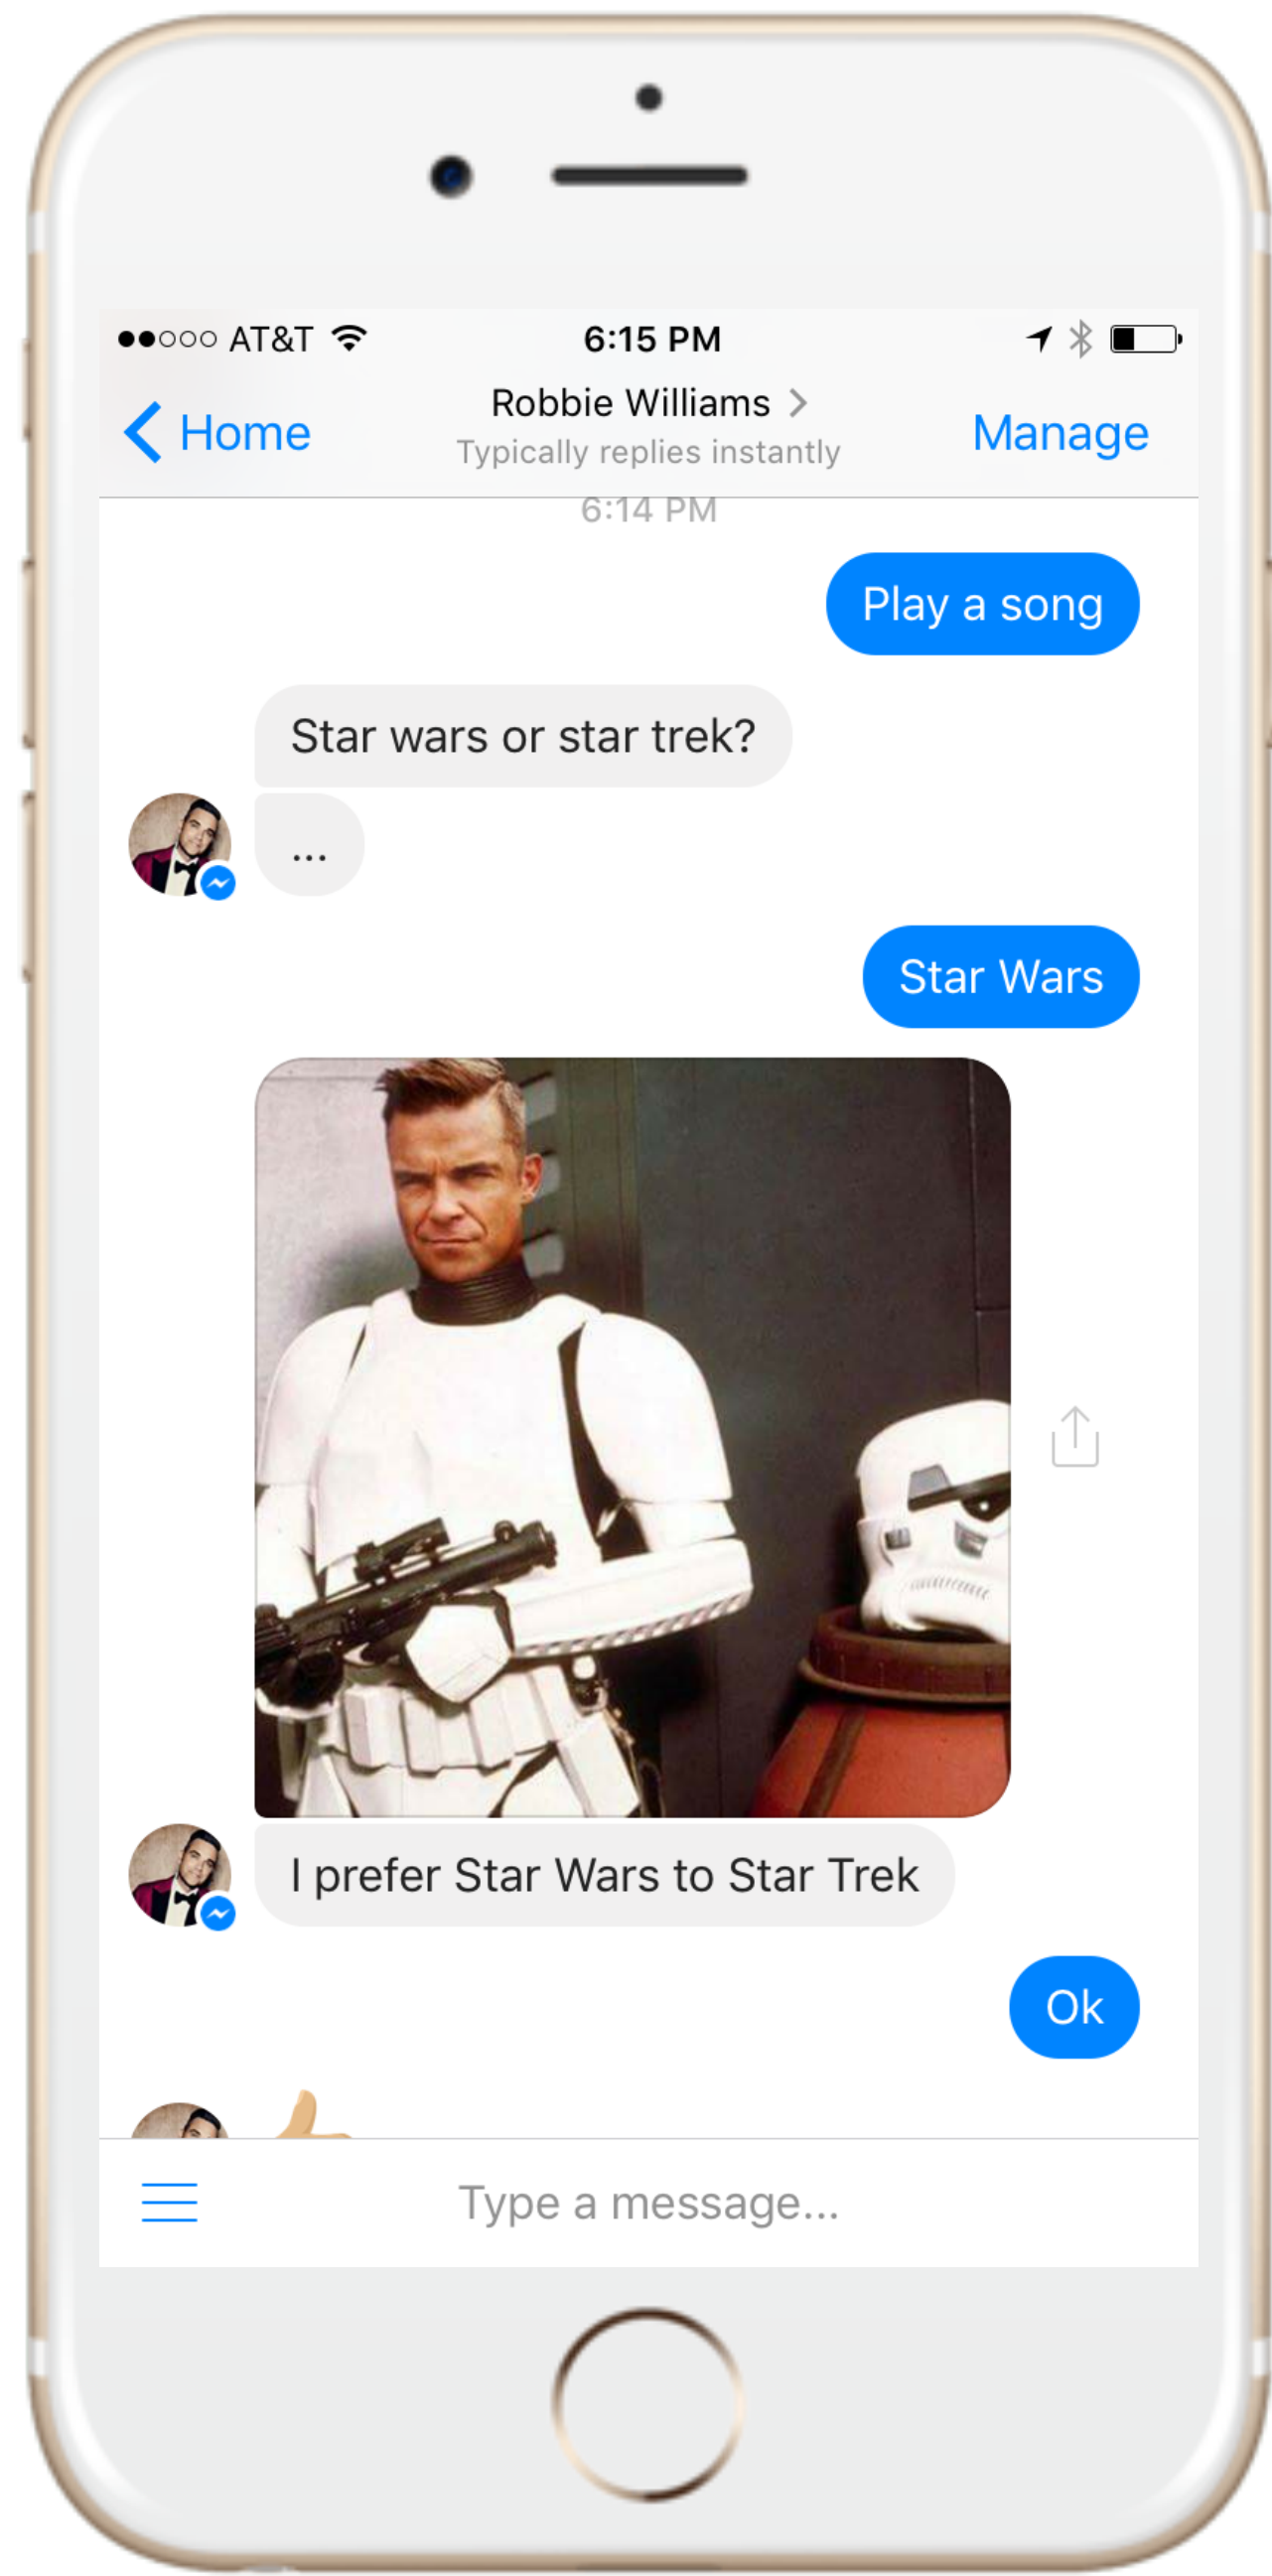 AT&T 6:15 PM
Robbie Williams
Home
Manage
Typically replies instantly
6:14 PM
Play a song
Star wars or star trek?
...
Star Wars
I prefer Star Wars to Star Trek
Ok
Type a message...